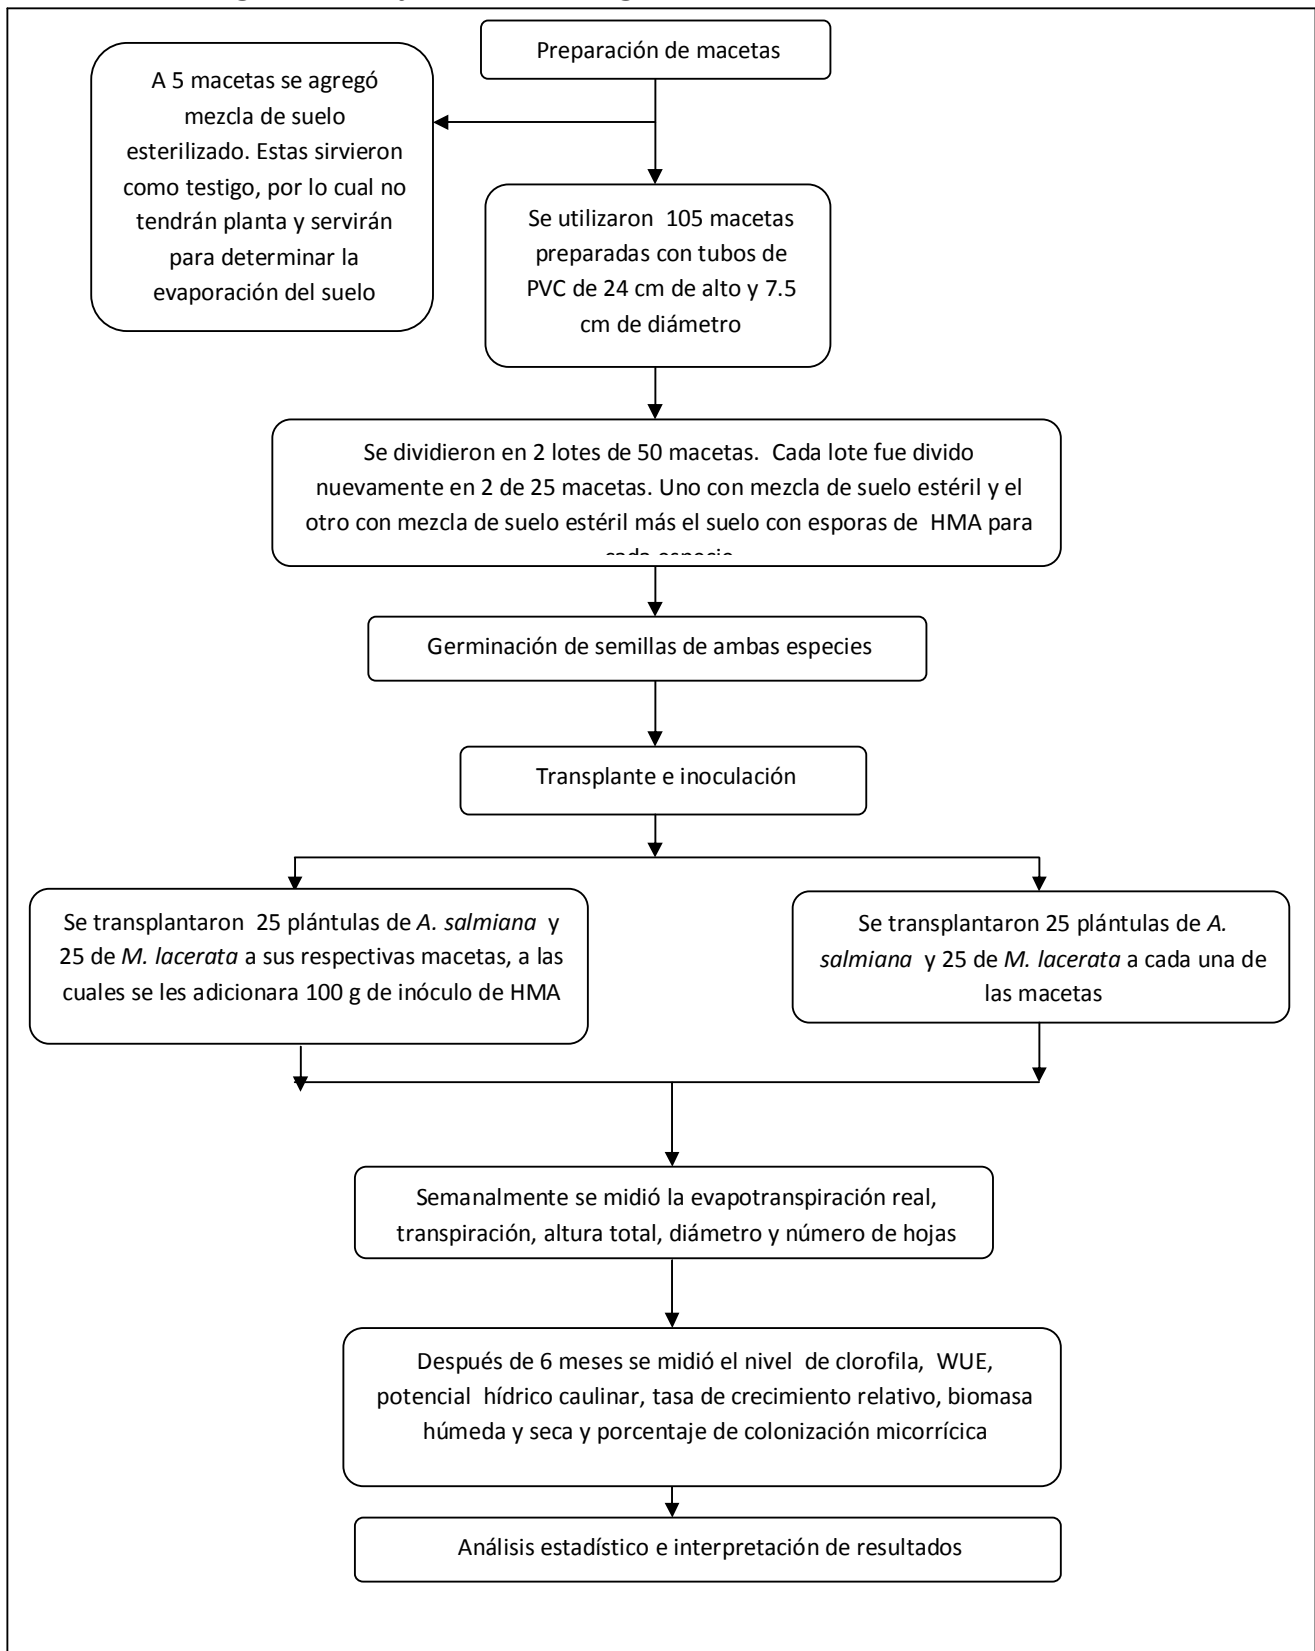 Preparación de macetas
A 5 macetas se agregó
mezcla de suelo
esterilizado. Estas sirvieron
como testigo, por lo cual no
tendrán planta y servirán
para determinar la
evaporación del suelo
Se utilizaron 105 macetas
preparadas con tubos de
PVC de 24 cm de alto y 7.5
cm de diámetro
Se dividieron en 2 lotes de 50 macetas. Cada lote fue divido
nuevamente en 2 de 25 macetas. Uno con mezcla de suelo estéril y el
otro con mezcla de suelo estéril más el suelo con esporas de HMA para
cada especie
Germinación de semillas de ambas especies
Transplante e inoculación
Se transplantaron 25 plántulas de A. salmiana y
25 de M. lacerata a sus respectivas macetas, a las
cuales se les adicionara 100 g de inóculo de HMA
Se transplantaron 25 plántulas de A.
salmiana y 25 de M. lacerata a cada una de
las macetas
Semanalmente se midió la evapotranspiración real,
transpiración, altura total, diámetro y número de hojas
Después de 6 meses se midió el nivel de clorofila, WUE,
potencial hídrico caulinar, tasa de crecimiento relativo, biomasa
húmeda y seca y porcentaje de colonización micorrícica
Análisis estadístico e interpretación de resultados